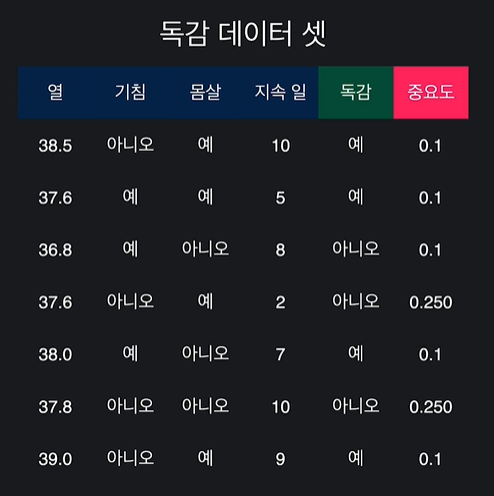 독감 데이터 셋
열 기침 몸살 지속 일 독감 중요도
38.5 아니오 예 10 예 0.1
37.6 예 예 5 예 0.1
36.8 예 아니오 8 아니오 0.1
37.6 아니오 예 2 아니오 0.250
38.0 예 아니오 7 예 0.1
37.8 아니오 아니오 10 아니오 0.250
39.0 아니오 예 9 예 0.1